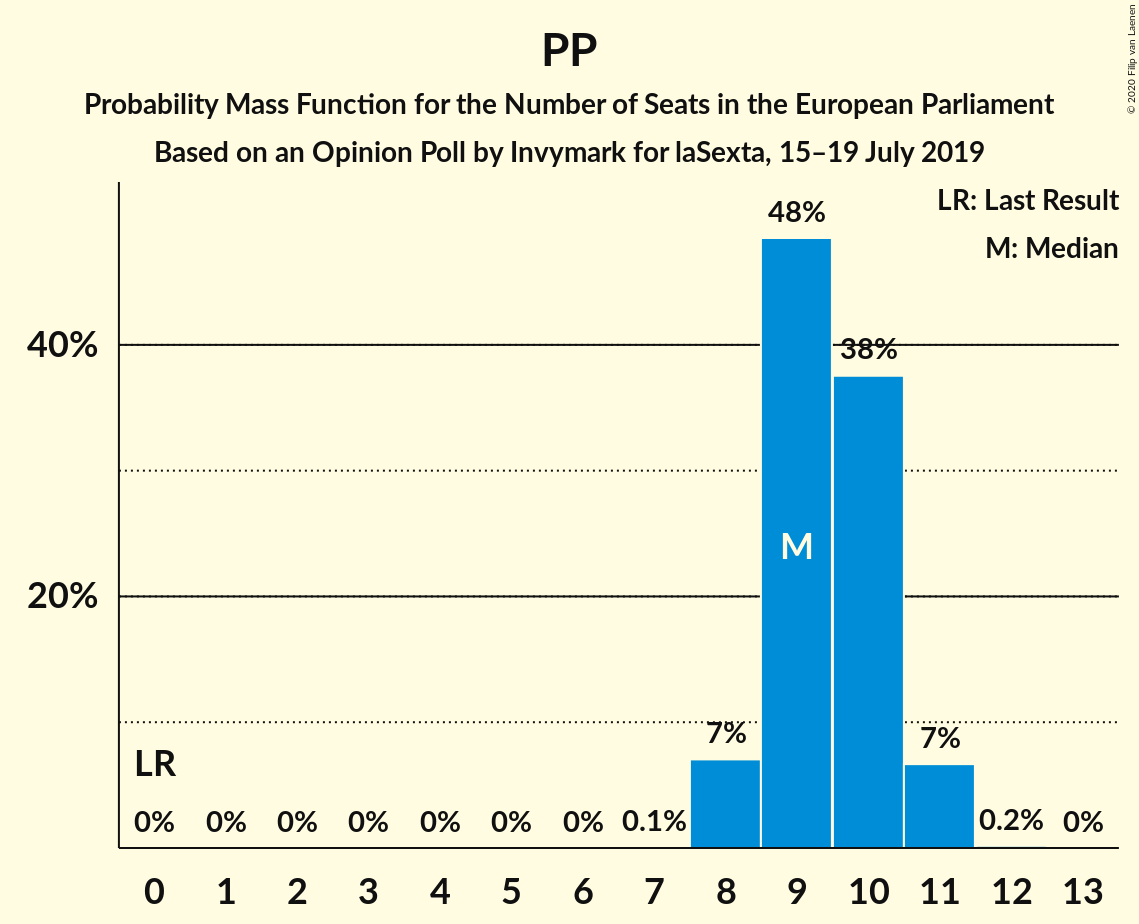 PP
Probability Mass Function for the Number of Seats in the European Parliament
Based on an Opinion Poll by Invymark for laSexta, 15–19 July 2019
© 2020 Filip van Laenen
LR: Last Result
M: Median
48%
40%
38%
M
20%
7%
7%
LR
0% 0% 0% 0% 0% 0% 0% 0.1% 0.2% 0%
0 1 2 3 4 5 6 7 8 9 10 11 12 13